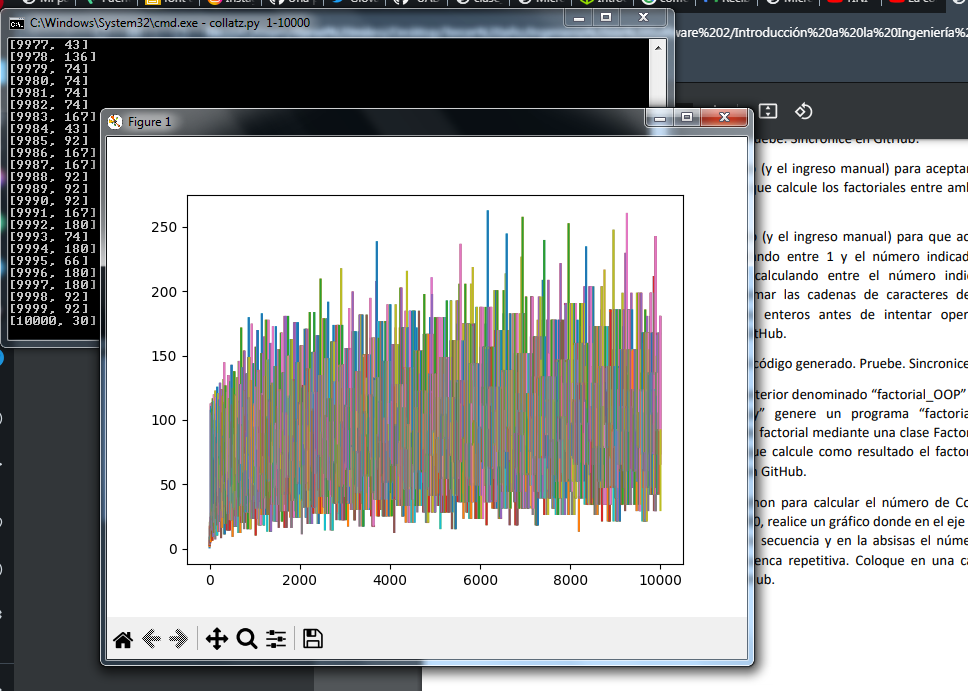 C:\Windows\System32\cmd.exe - collatz.py 1-10000
ware%202/Introducción%20a%20la%20Ingeniería%2
[9977, 43]
[9978, 136]
[9979, 74]
[9980, 74]
[9981, 74]
[9982, 74]
[9983, 167]
[9984, 43]
[9985, 92]
[9986, 167]
[9987, 167]
[9988, 92]
[9989, 92]
[9990, 92]
[9991, 167]
[9992, 180]
[9993, 74]
[9994, 180]
[9995, 66]
[9996, 180]
[9997, 180]
[9998, 92]
[9999, 92]
[10000, 30]
Figure 1
250
200
150
100
50
0
0 2000 4000 6000 8000 10000
uebe. Sincronice en GitHub.
(y el ingreso manual) para aceptar
ue calcule los factoriales entre am
(y el ingreso manual) para que ac
ndo entre 1 y el número indicad
calculando entre el número indi
mar las cadenas de caracteres de
enteros antes de intentar oper
tHub.
código generado. Pruebe. Sincronice
terior denominado “factorial_OOP”
y” genere un programa “factoria
factorial mediante una clase Factor
ue calcule como resultado el factor
GitHub.
hon para calcular el número de Co
0, realice un gráfico donde en el eje
secuencia y en la absisas el núme
enca repetitiva. Coloque en una ca
ub.